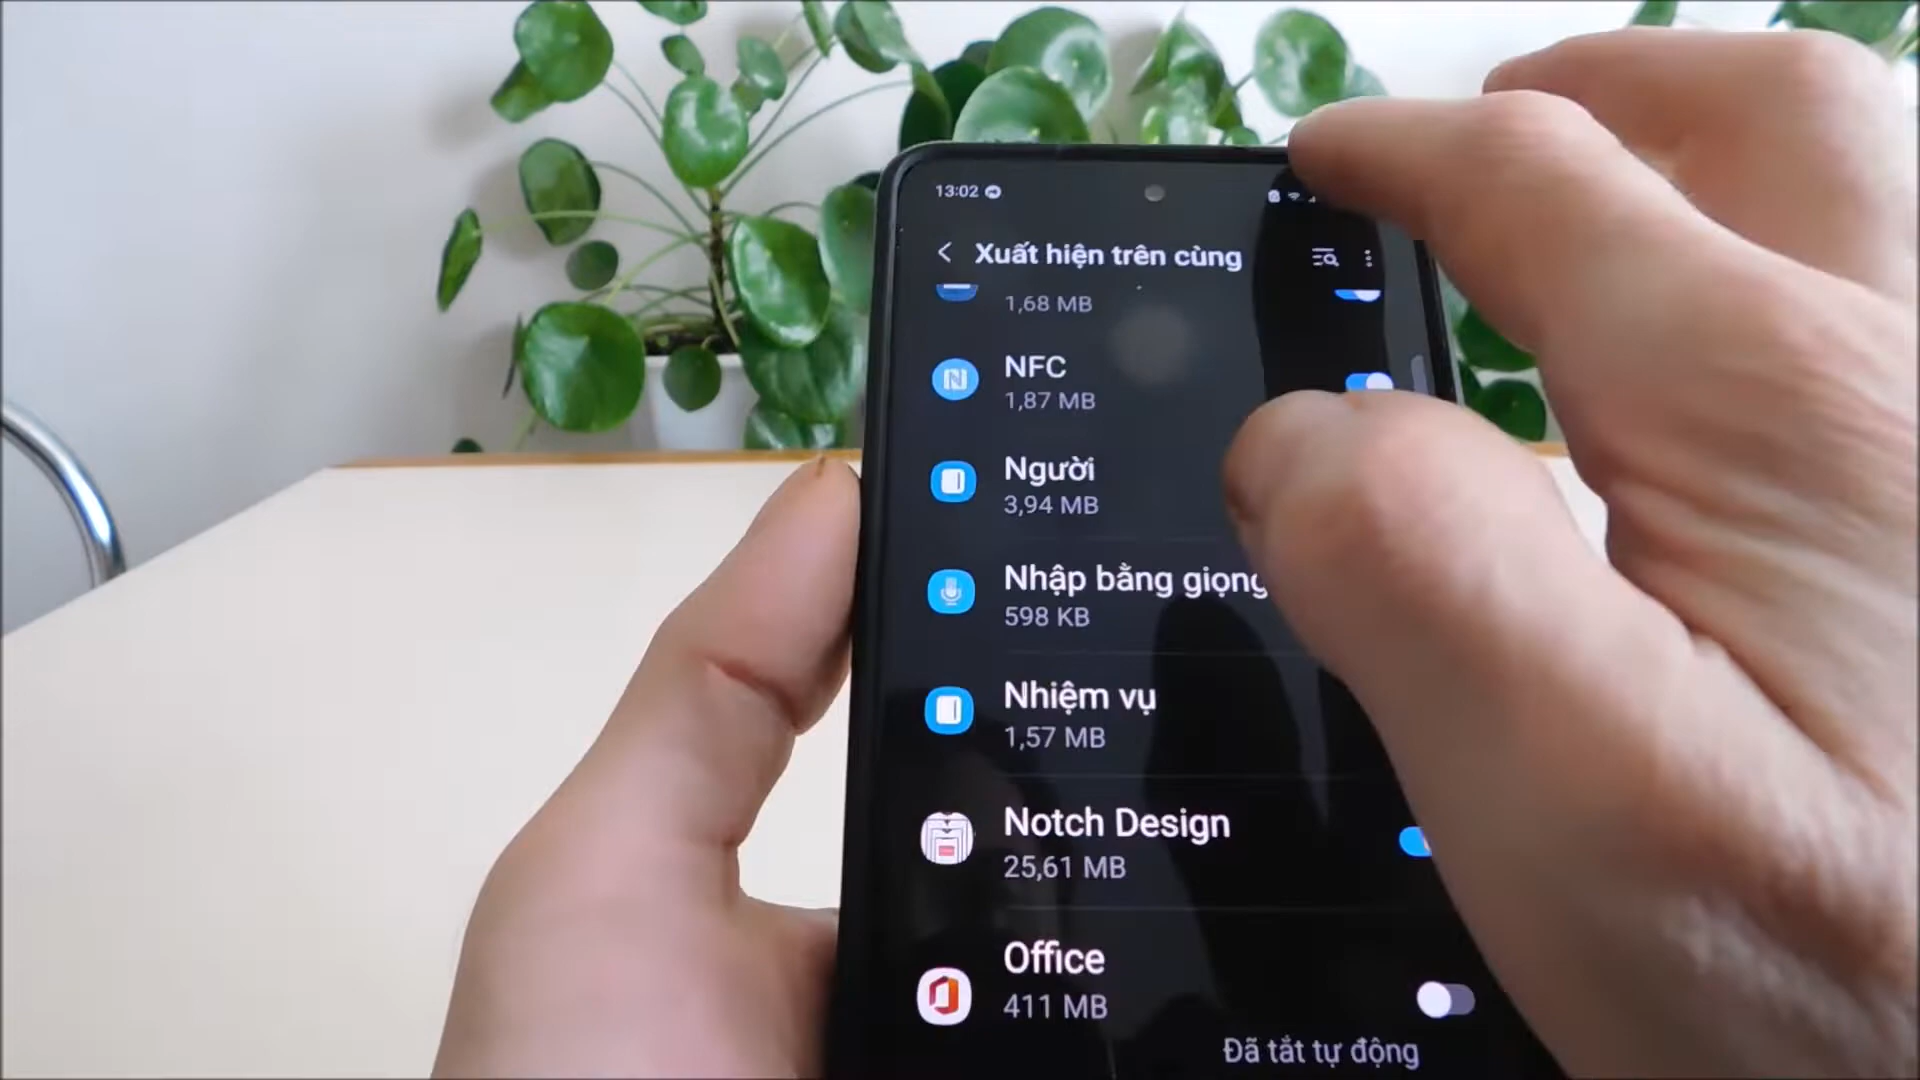 13:02
Xuất hiện trên cùng
1,68 MB
NFC
1,87 MB
Người
3,94 MB
Nhập bằng giọng
598 KB
Nhiệm vụ
1,57 MB
Notch Design
25,61 MB
Office
411 MB
Đã tắt tự động